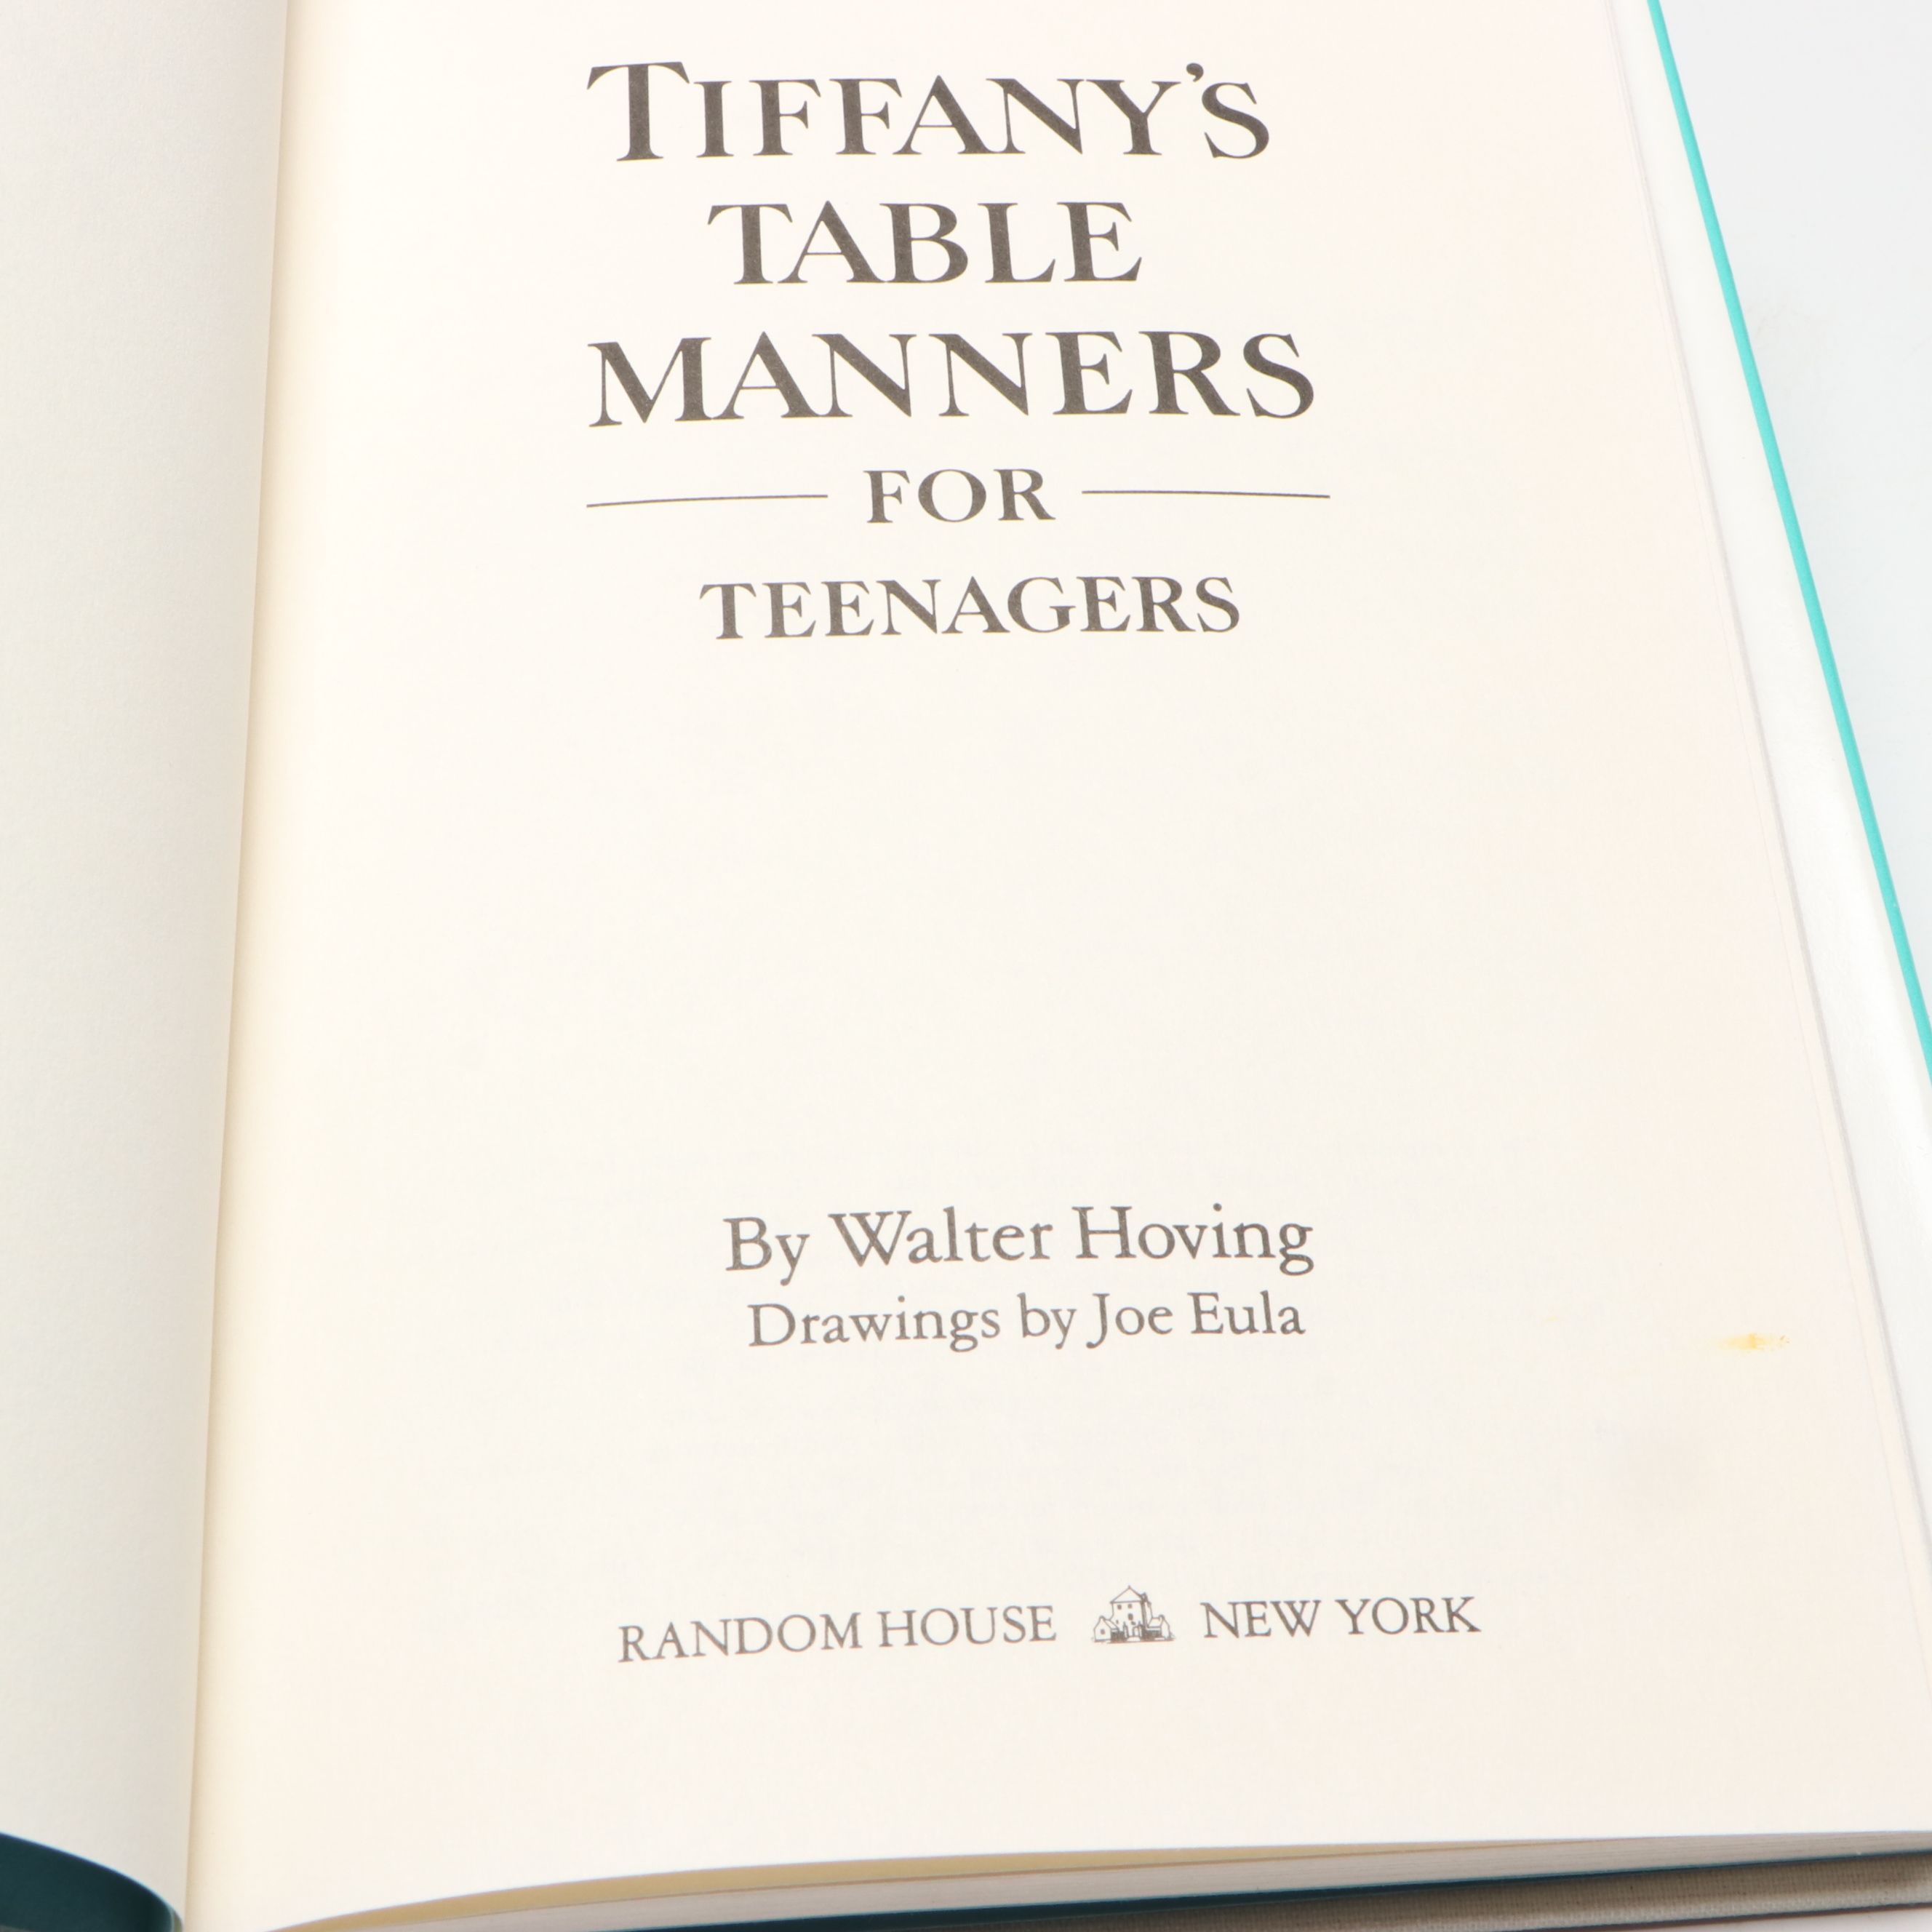 TIFFANY'S
TABLE
MANNERS
FOR
TEENAGERS
By Walter Hoving
Drawings by Joe Eula
RANDOM HOUSE NEW YORK